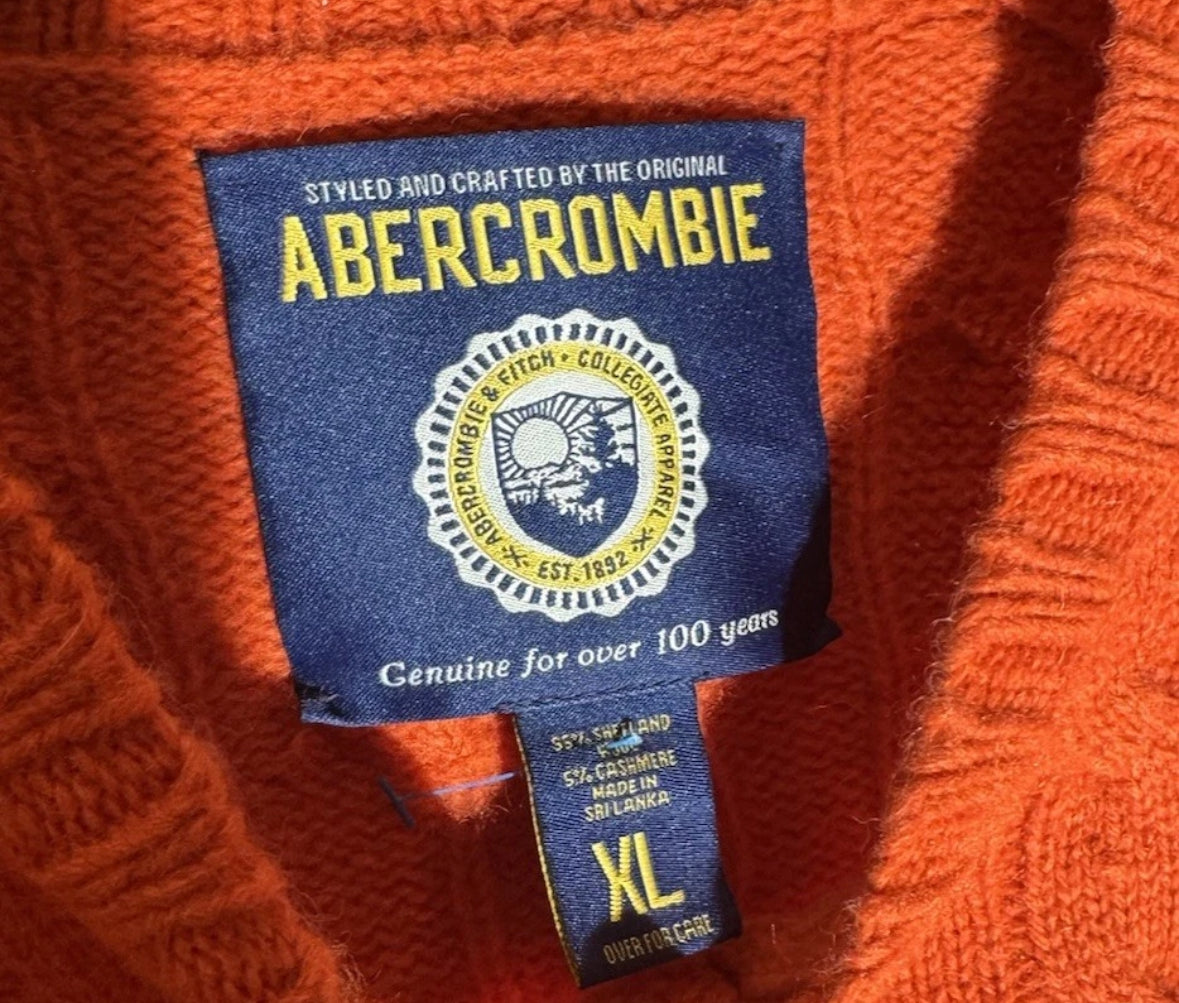 STYLED AND CRAFTED BY THE ORIGINAL
ABERCROMBIE
ABERCROMBIE & FITCH • COLLEGIATE APPAREL
EST. 1892
Genuine for over 100 years
SHETLAND
5% CASHMERE
MADE IN
SRI LANKA
XL
OVER FOR CARE